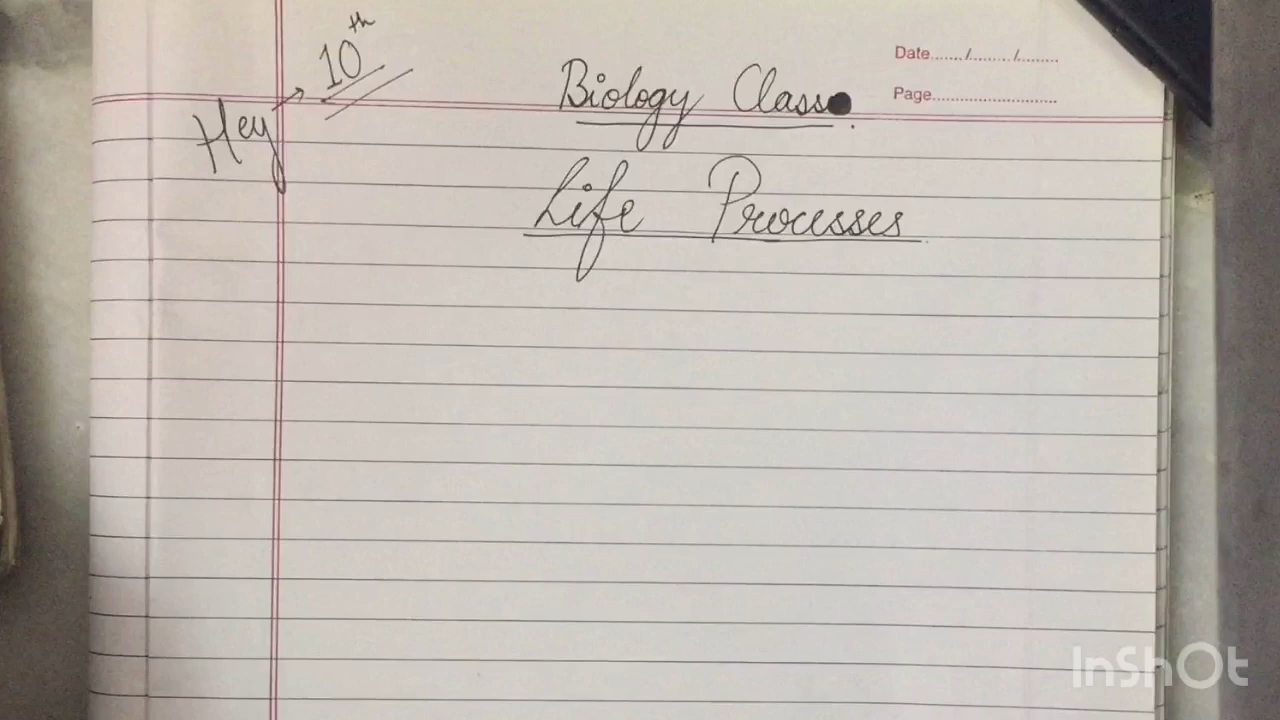 10th
Hey →
Biology Class.
Life Processes
Date......./......../.........
Page............................
InShOt